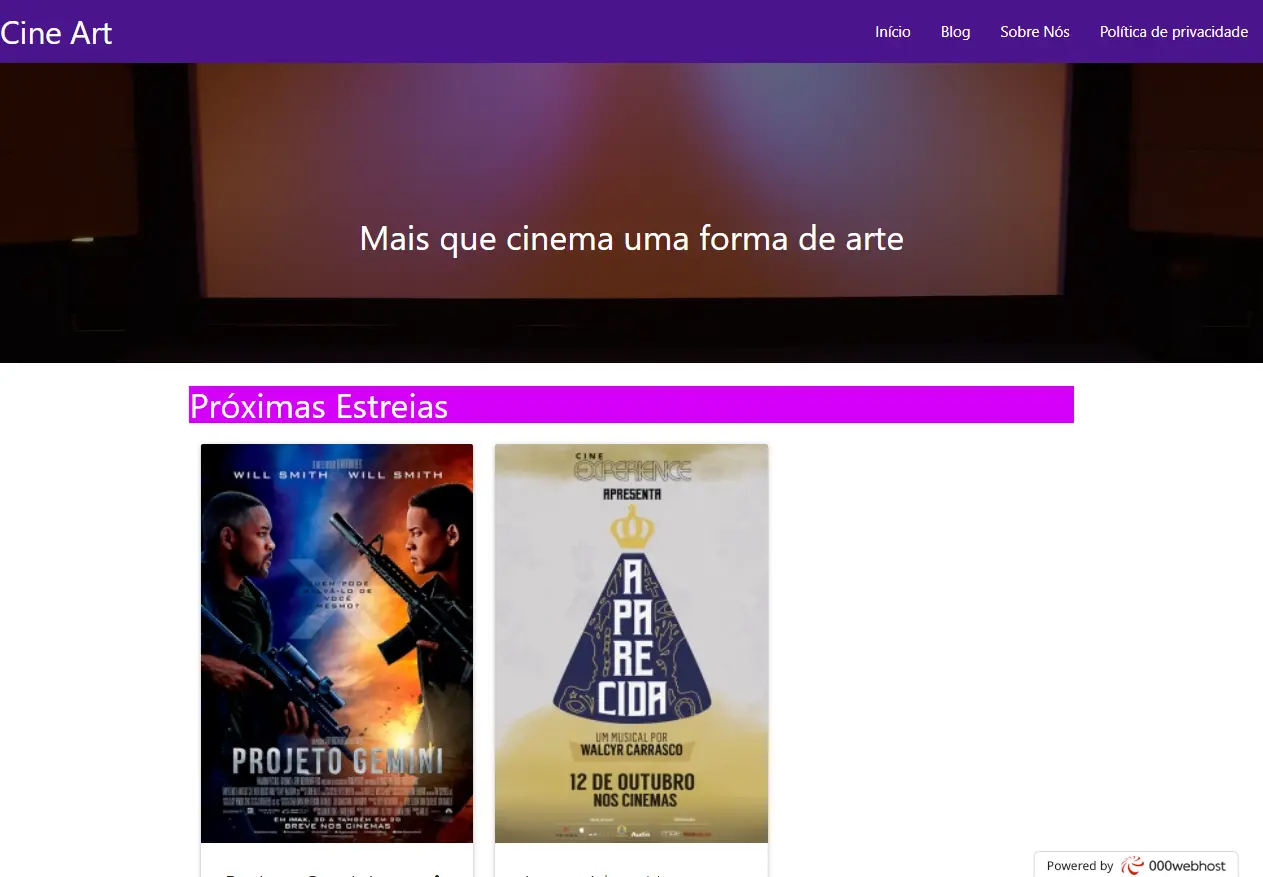 Cine Art
Início
Blog
Sobre Nós
Política de privacidade
Mais que cinema uma forma de arte
Próximas Estreias
WILL SMITH WILL SMITH
QUEM PODE
SALVÁ-LO DE
VOCÊ
MESMO?
PROJETO GEMINI
EM IMAX, 3D & TAMBÉM EM 2D
BREVE NOS CINEMAS
CINE
EXPERIENCE
APRESENTA
A
PA
RE
CIDA
UM MUSICAL POR
WALCYR CARRASCO
12 DE OUTUBRO
NOS CINEMAS
Powered by 000webhost